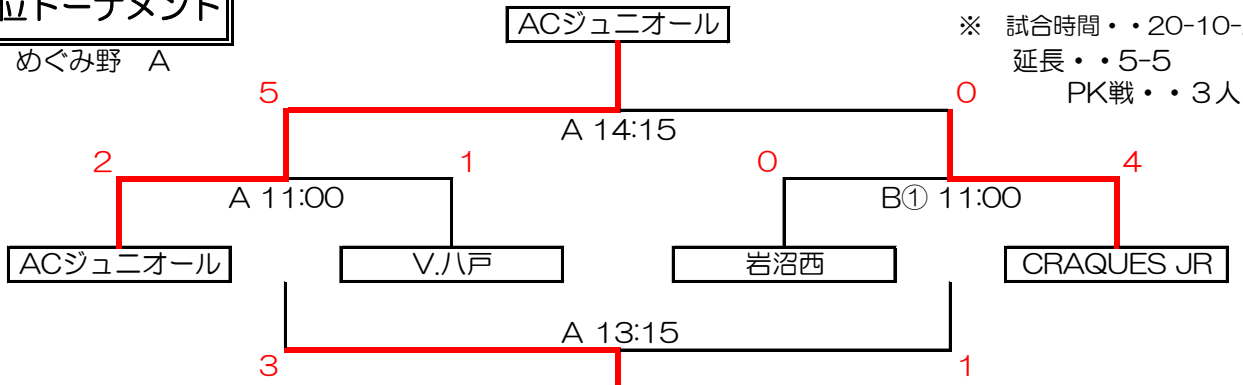 位トーナメント
めぐみ野 A
ACジュニオール
※ 試合時間・・20-10-
延長・・5-5
PK戦・・3人
5
0
A 14:15
2
1
0
4
A 11:00
B① 11:00
ACジュニオール
V.八戸
岩沼西
CRAQUES JR
A 13:15
3
1